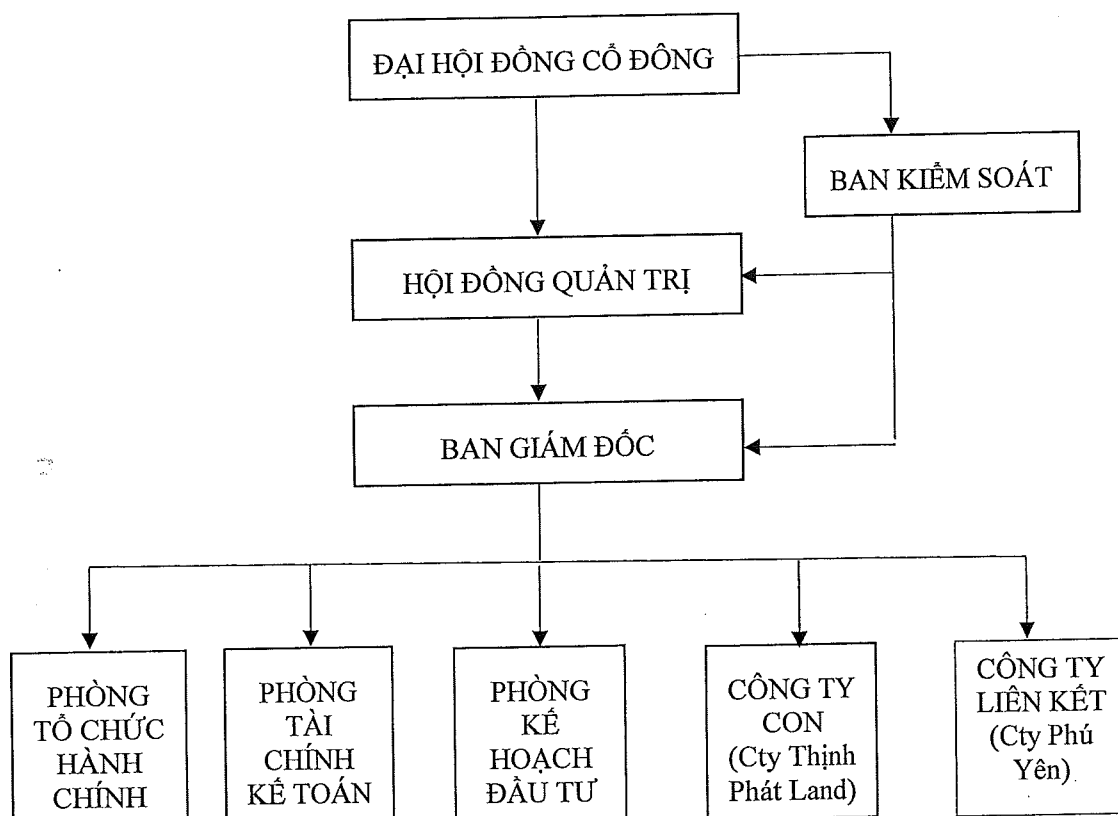 ĐẠI HỘI ĐỒNG CỔ ĐÔNG
BAN KIỂM SOÁT
HỘI ĐỒNG QUẢN TRỊ
BAN GIÁM ĐỐC
PHÒNG
TỔ CHỨC
HÀNH
CHÍNH
PHÒNG
TÀI
CHÍNH
KẾ TOÁN
PHÒNG
KẾ
HOẠCH
ĐẦU TƯ
CÔNG TY
CON
(Cty Thịnh
Phát Land)
CÔNG TY
LIÊN KẾT
(Cty Phú
Yên)